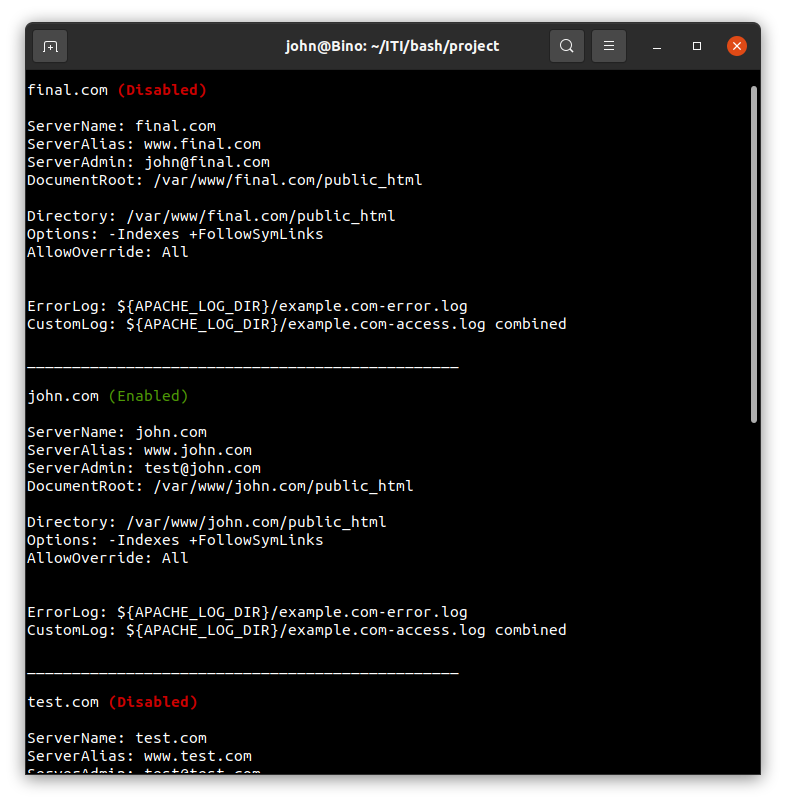 john@Bino: ~/ITI/bash/project
final.com (Disabled)
ServerName: final.com
ServerAlias: www.final.com
ServerAdmin: john@final.com
DocumentRoot: /var/www/final.com/public_html
Directory: /var/www/final.com/public_html
Options: -Indexes +FollowSymLinks
AllowOverride: All
ErrorLog: ${APACHE_LOG_DIR}/example.com-error.log
CustomLog: ${APACHE_LOG_DIR}/example.com-access.log combined
________________________________________________
john.com (Enabled)
ServerName: john.com
ServerAlias: www.john.com
ServerAdmin: test@john.com
DocumentRoot: /var/www/john.com/public_html
Directory: /var/www/john.com/public_html
Options: -Indexes +FollowSymLinks
AllowOverride: All
ErrorLog: ${APACHE_LOG_DIR}/example.com-error.log
CustomLog: ${APACHE_LOG_DIR}/example.com-access.log combined
________________________________________________
test.com (Disabled)
ServerName: test.com
ServerAlias: www.test.com
ServerAdmin: test@test.com